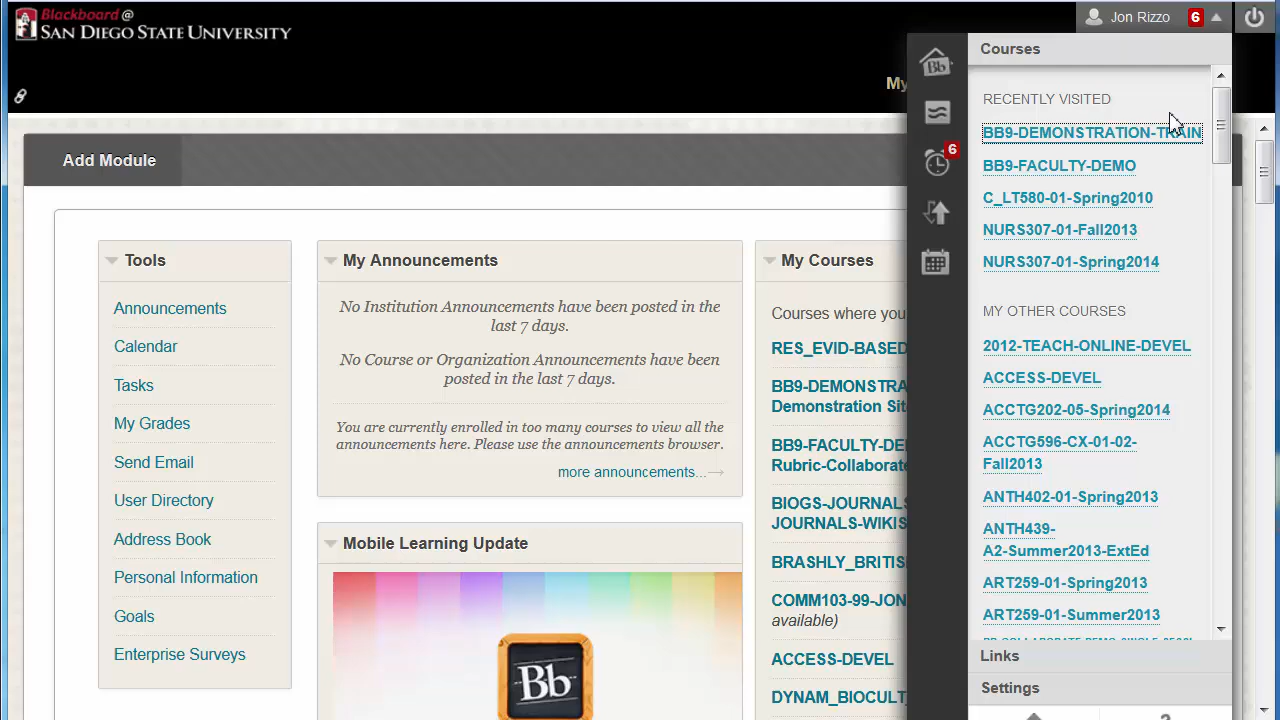 Blackboard @
SAN DIEGO STATE UNIVERSITY
Jon Rizzo 6
My
Add Module
Tools
Announcements
Calendar
Tasks
My Grades
Send Email
User Directory
Address Book
Personal Information
Goals
Enterprise Surveys
My Announcements
No Institution Announcements have been posted in the
last 7 days.
No Course or Organization Announcements have been
posted in the last 7 days.
You are currently enrolled in too many courses to view all the
announcements here. Please use the announcements browser.
more announcements...
Mobile Learning Update
Bb
My Courses
Courses where you
RES_EVID-BASED
BB9-DEMONSTRA
Demonstration Sit
BB9-FACULTY-DE
Rubric-Collaborate
BIOGS-JOURNALS
JOURNALS-WIKIS
BRASHLY_BRITIS
COMM103-99-JON
available)
ACCESS-DEVEL
DYNAM_BIOCULT
Bb
6
Courses
RECENTLY VISITED
BB9-DEMONSTRATION-TRAIN
BB9-FACULTY-DEMO
C_LT580-01-Spring2010
NURS307-01-Fall2013
NURS307-01-Spring2014
MY OTHER COURSES
2012-TEACH-ONLINE-DEVEL
ACCESS-DEVEL
ACCTG202-05-Spring2014
ACCTG596-CX-01-02-
Fall2013
ANTH402-01-Spring2013
ANTH439-
A2-Summer2013-ExtEd
ART259-01-Spring2013
ART259-01-Summer2013
Links
Settings